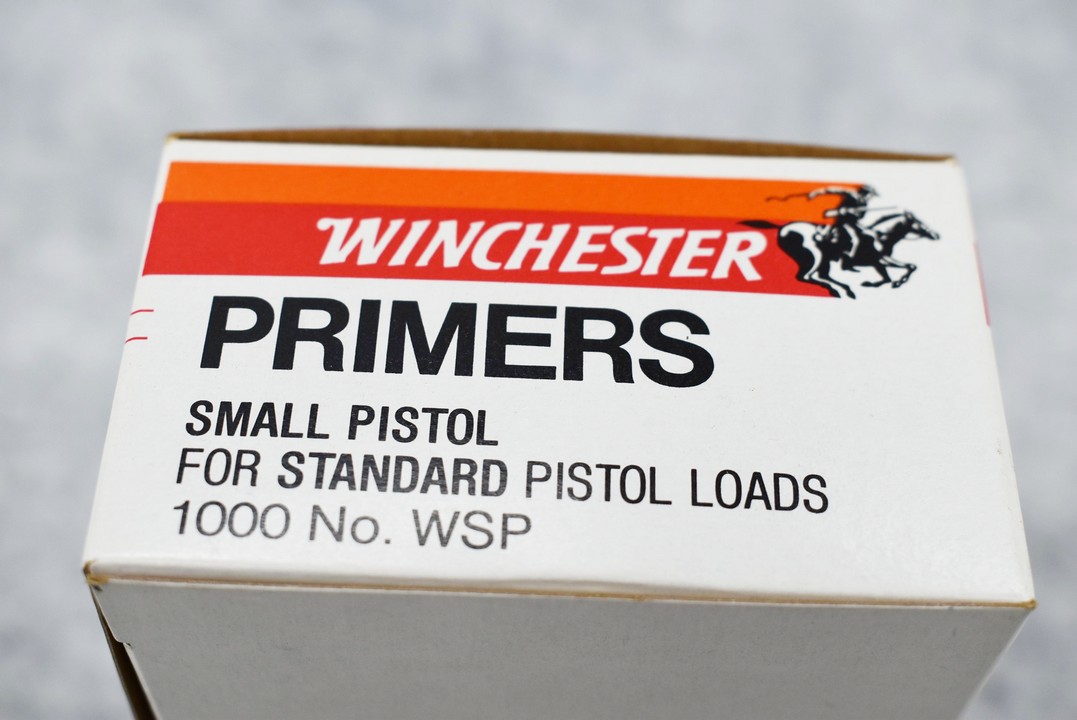 WINCHESTER
PRIMERS
SMALL PISTOL
FOR STANDARD PISTOL LOADS
1000 No. WSP